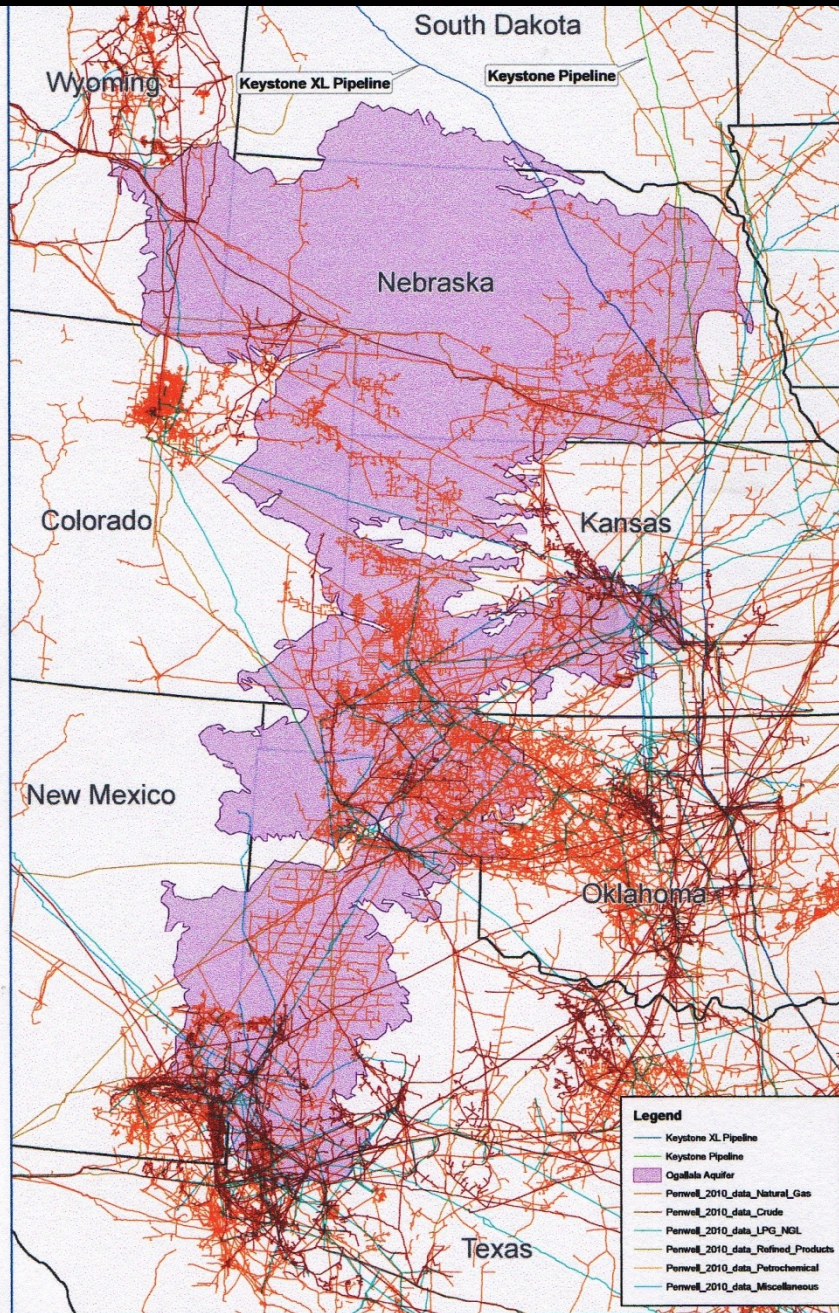 South Dakota
Wyoming
Keystone XL Pipeline
Keystone Pipeline
Nebraska
Colorado
Kansas
New Mexico
Oklahoma
Texas
Legend
Keystone XL Pipeline
Keystone Pipeline
Ogallala Aquifer
Penwell_2010_data_Natural_Gas
Penwell_2010_data_Crude
Penwell_2010_data_LPG_NGL
Penwell_2010_data_Refined_Products
Penwell_2010_data_Petrochemical
Penwell_2010_data_Miscellaneous